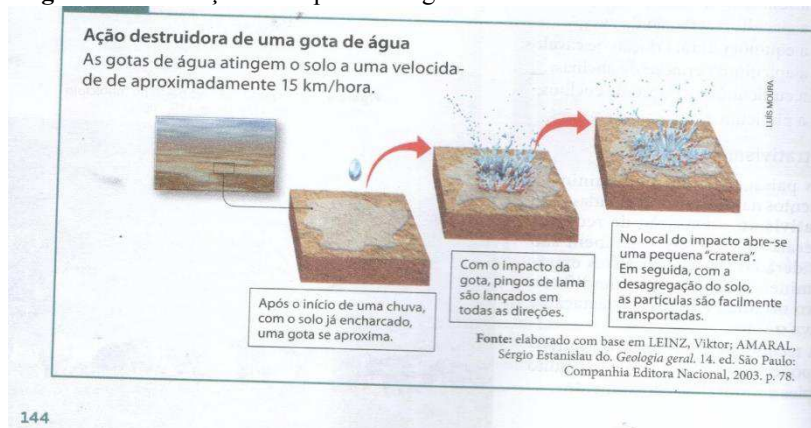 Ação destruidora de uma gota de água
As gotas de água atingem o solo a uma velocida-
de de aproximadamente 15 km/hora.
LUÍS MOURA
Após o início de uma chuva,
com o solo já encharcado,
uma gota se aproxima.
Com o impacto da
gota, pingos de lama
são lançados em
todas as direções.
No local do impacto abre-se
uma pequena “cratera”.
Em seguida, com a
desagregação do solo,
as partículas são facilmente
transportadas.
Fonte: elaborado com base em LEINZ, Viktor; AMARAL,
Sérgio Estanislau do. Geologia geral. 14. ed. São Paulo:
Companhia Editora Nacional, 2003. p. 78.
144